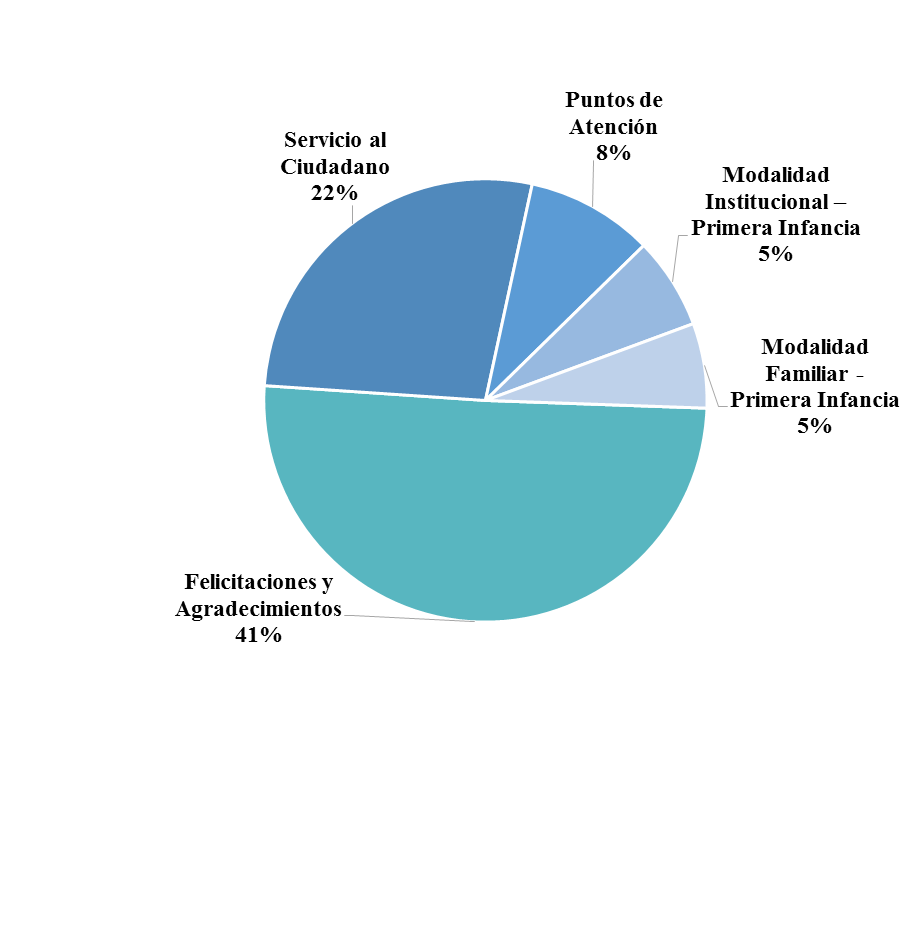 Puntos de
Atención
8%
Servicio al
Ciudadano
22%
Modalidad
Institucional –
Primera Infancia
5%
Modalidad
Familiar -
Primera Infancia
5%
Felicitaciones y
Agradecimientos
41%